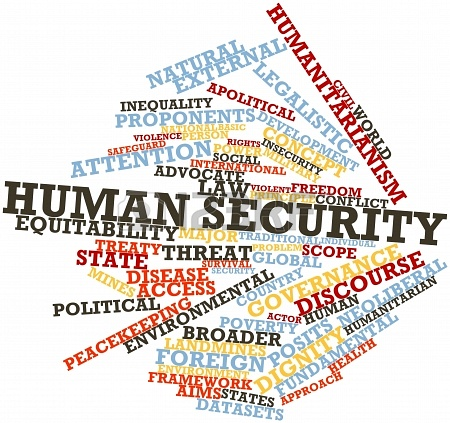 HUMANITARIANISM
NATURAL
EXTERNAL
LEGALISTIC
CIVIL
WORLD
APOLITICAL
INEQUALITY
PROPONENTS
DEVELOPMENT
NATIONAL
BASIC
CONCEPT
VIOLENCE
PERSON
SAFEGUARD
RIGHTS
INSECURITY
ATTENTION
POWER
MILITARY
SOCIAL
INTERNATIONAL
ADVOCATE
LAW
VIOLENT
FREEDOM
PRINCIPLE
CONFLICT
HUMAN SECURITY
EQUITABILITY
MAJOR
TRADITIONAL
INDIVIDUAL
TREATY
THREAT
PROBLEM
SCOPE
STATE
SURVIVAL
GLOBAL
MINES
DISEASE
SECURITY
GOVERNANCE
DISCOURSE
ACCESS
ENVIRONMENTAL
COUNTRY
NEOLIBERAL
POLITICAL
HUMAN
HUMANITARIAN
PEACEKEEPING
ACTOR
POVERTY
BROADER
POSITS
LANDMINES
DIGNITY
FUNDAMENTAL
FOREIGN
HEALTH
ENVIRONMENT
FRAMEWORK
APPROACH
AIMS
STATES
DATASETS